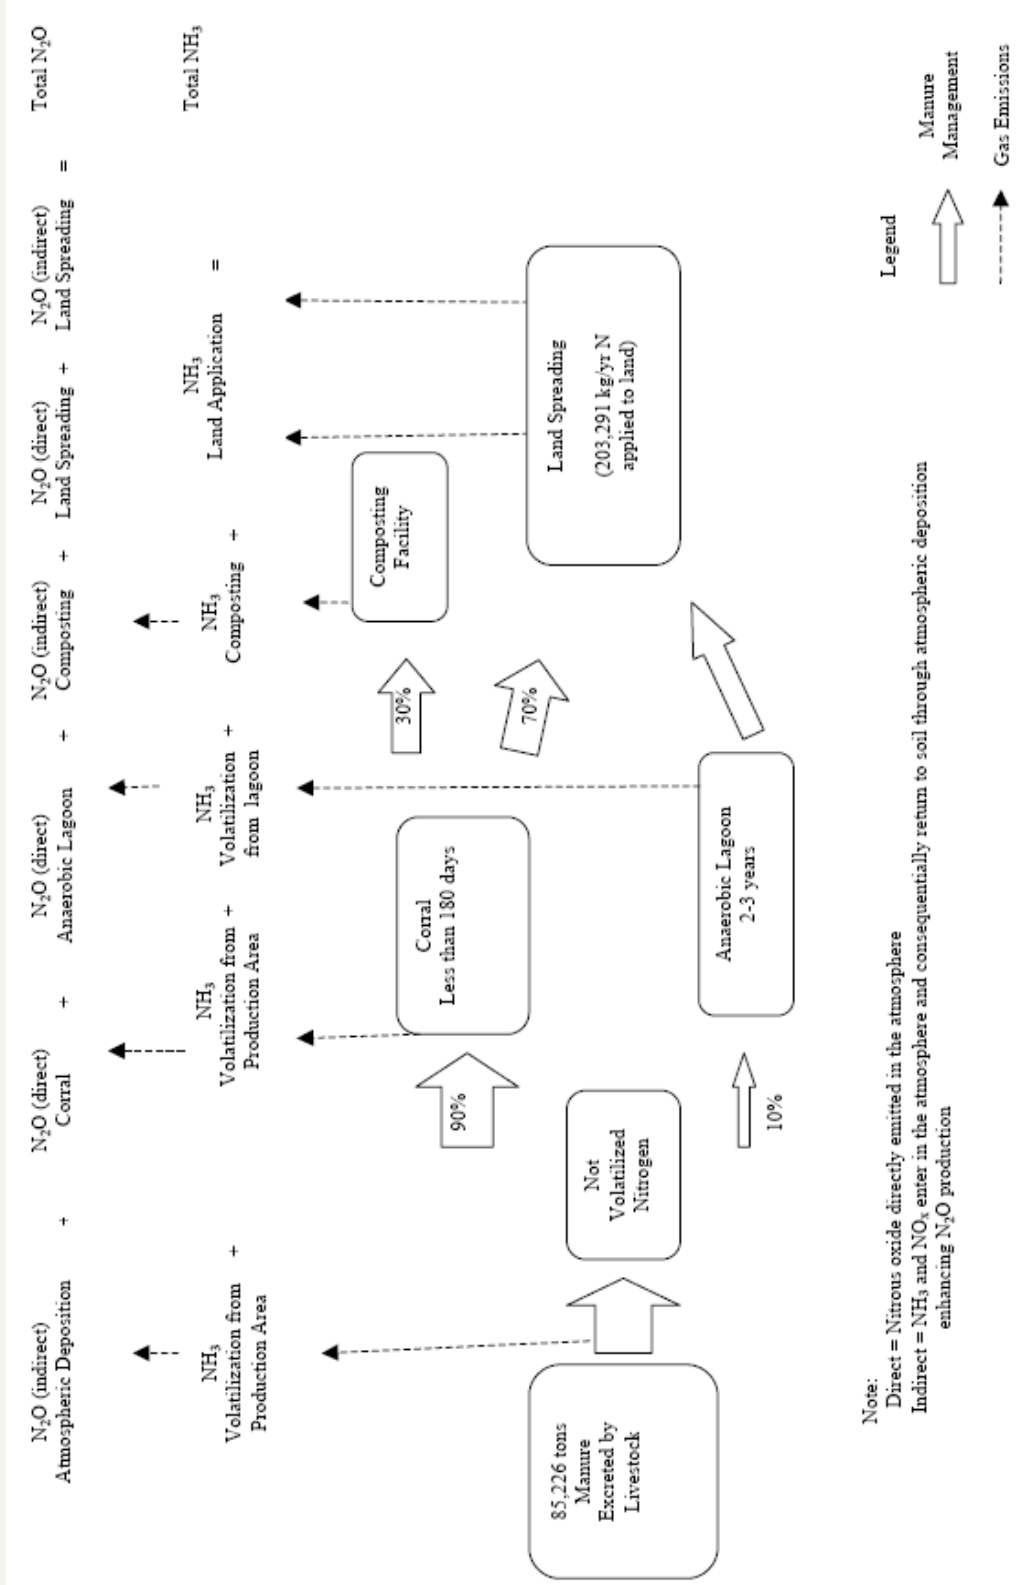 N₂O (indirect)
Atmospheric Deposition
+
N₂O (direct)
Corral
+
N₂O (direct)
Anaerobic Lagoon
+
N₂O (indirect)
Composting
+
N₂O (direct)
Land Spreading
+
N₂O (indirect)
Land Spreading
=
Total N₂O
NH₃
Volatilization from
Production Area
+
NH₃
Volatilization from
Production Area
+
NH₃
Volatilization
from lagoon
+
NH₃
Composting
+
NH₃
Land Application
=
Total NH₃
85,226 tons
Manure
Excreted by
Livestock
Not
Volatilized
Nitrogen
90%
10%
Corral
Less than 180 days
Anaerobic Lagoon
2-3 years
30%
70%
Composting
Facility
Land Spreading
(203,291 kg/yr N
applied to land)
Note:
Direct = Nitrous oxide directly emitted in the atmosphere
Indirect = NH₃ and NOₓ enter in the atmosphere and consequentially return to soil through atmospheric deposition
enhancing N₂O production
Legend
Manure
Management
Gas Emissions